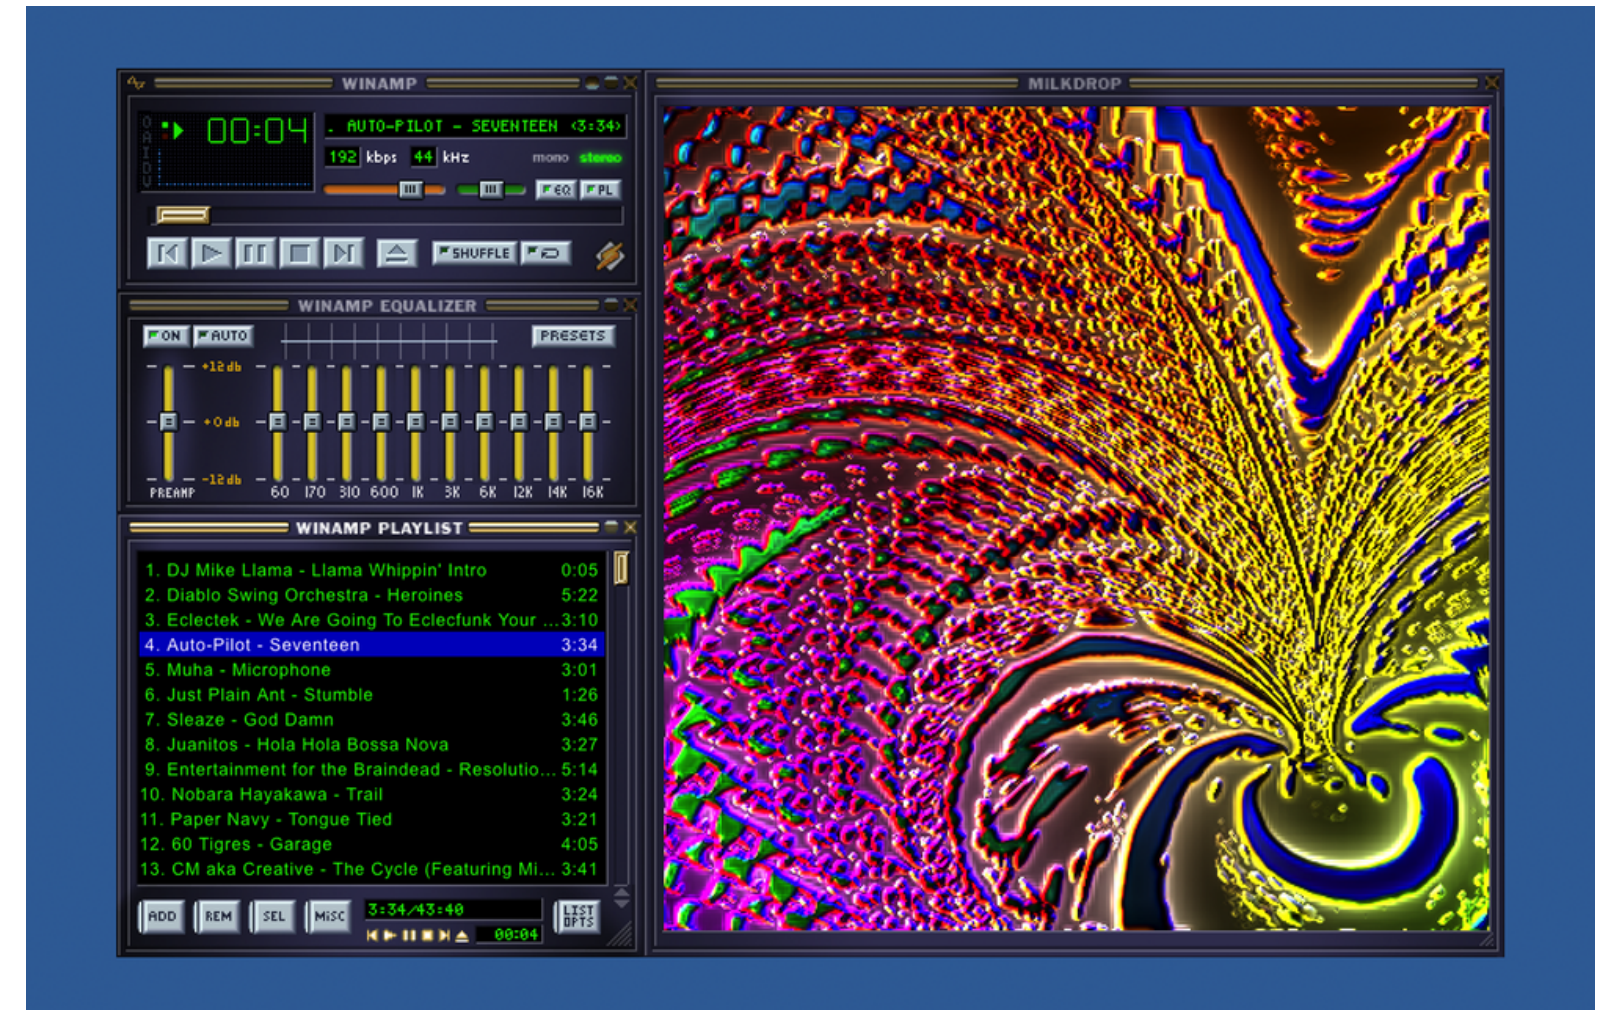 WINAMP
O
A
I
D
V
00:04
. AUTO-PILOT - SEVENTEEN <3:34>
192 kbps 44 kHz mono stereo
EQ PL
SHUFFLE
WINAMP EQUALIZER
ON AUTO PRESETS
+12db
+0db
-12db
PREAMP 60 170 310 600 1K 3K 6K 12K 14K 16K
WINAMP PLAYLIST
1. DJ Mike Llama - Llama Whippin' Intro 0:05
2. Diablo Swing Orchestra - Heroines 5:22
3. Eclectek - We Are Going To Eclecfunk Your ... 3:10
4. Auto-Pilot - Seventeen 3:34
5. Muha - Microphone 3:01
6. Just Plain Ant - Stumble 1:26
7. Sleaze - God Damn 3:46
8. Juanitos - Hola Hola Bossa Nova 3:27
9. Entertainment for the Braindead - Resolutio... 5:14
10. Nobara Hayakawa - Trail 3:24
11. Paper Navy - Tongue Tied 3:21
12. 60 Tigres - Garage 4:05
13. CM aka Creative - The Cycle (Featuring Mi... 3:41
ADD REM SEL MISC 3:34/43:40 LIST
OPTS
00:04
MILKDROP